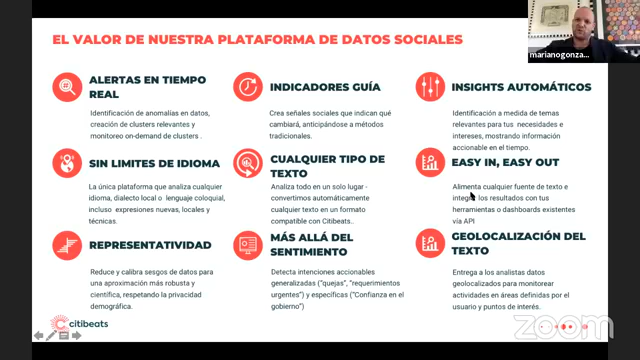 EL VALOR DE NUESTRA PLATAFORMA DE DATOS SOCIALES
ALERTAS EN TIEMPO
REAL
Identificación de anomalías en datos,
creación de clusters relevantes y
monitoreo on-demand de clusters .
INDICADORES GUÍA
Crea señales sociales que indican qué
cambiará, anticipándose a métodos
tradicionales.
INSIGHTS AUTOMÁTICOS
Identificación a medida de temas
relevantes para tus necesidades e
intereses, mostrando información
accionable en el tiempo.
SIN LIMITES DE IDIOMA
La única plataforma que analiza cualquier
idioma, dialecto local o lenguaje coloquial,
incluso expresiones nuevas, locales y
técnicas.
CUALQUIER TIPO DE
TEXTO
Analiza todo en un solo lugar -
convertimos automáticamente
cualquier texto en un formato
compatible con Citibeats..
EASY IN, EASY OUT
Alimenta cualquier fuente de texto e
integra los resultados con tus
herramientas o dashboards existentes
vía API
REPRESENTATIVIDAD
Reduce y calibra sesgos de datos para
una aproximación más robusta y
científica, respetando la privacidad
demográfica.
MÁS ALLÁ DEL
SENTIMIENTO
Detecta intenciones accionables
generalizadas ("quejas", "requerimientos
urgentes") y específicas ("Confianza en el
gobierno")
GEOLOCALIZACIÓN DEL
TEXTO
Entrega a los analistas datos
geolocalizados para monitorear
actividades en áreas definidas por el
usuario y puntos de interés.
citibeats
zoom
marianogonza...